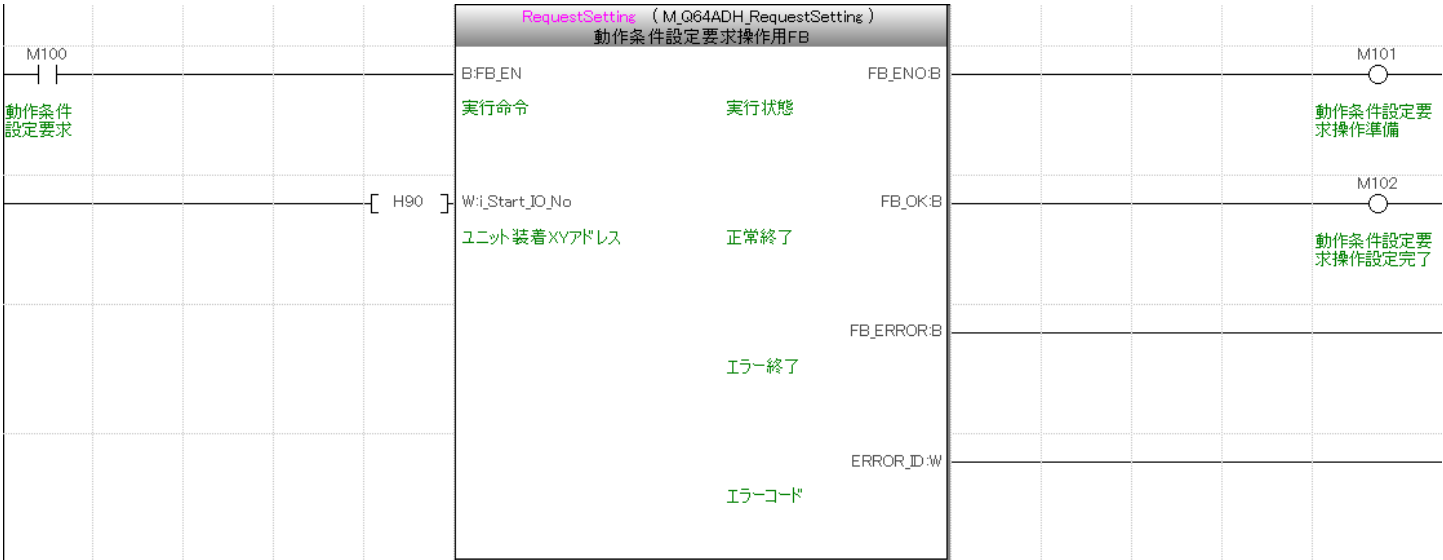 RequestSetting （M_Q64ADH_RequestSetting）
動作条件設定要求操作用FB
M100
動作条件
設定要求
B:FB_EN
実行命令
FB_ENO:B
実行状態
M101
動作条件設定要
求操作準備
H90
W:i_Start_IO_No
ユニット装着XYアドレス
FB_OK:B
正常終了
M102
動作条件設定要
求操作設定完了
FB_ERROR:B
エラー終了
ERROR_ID:W
エラーコード